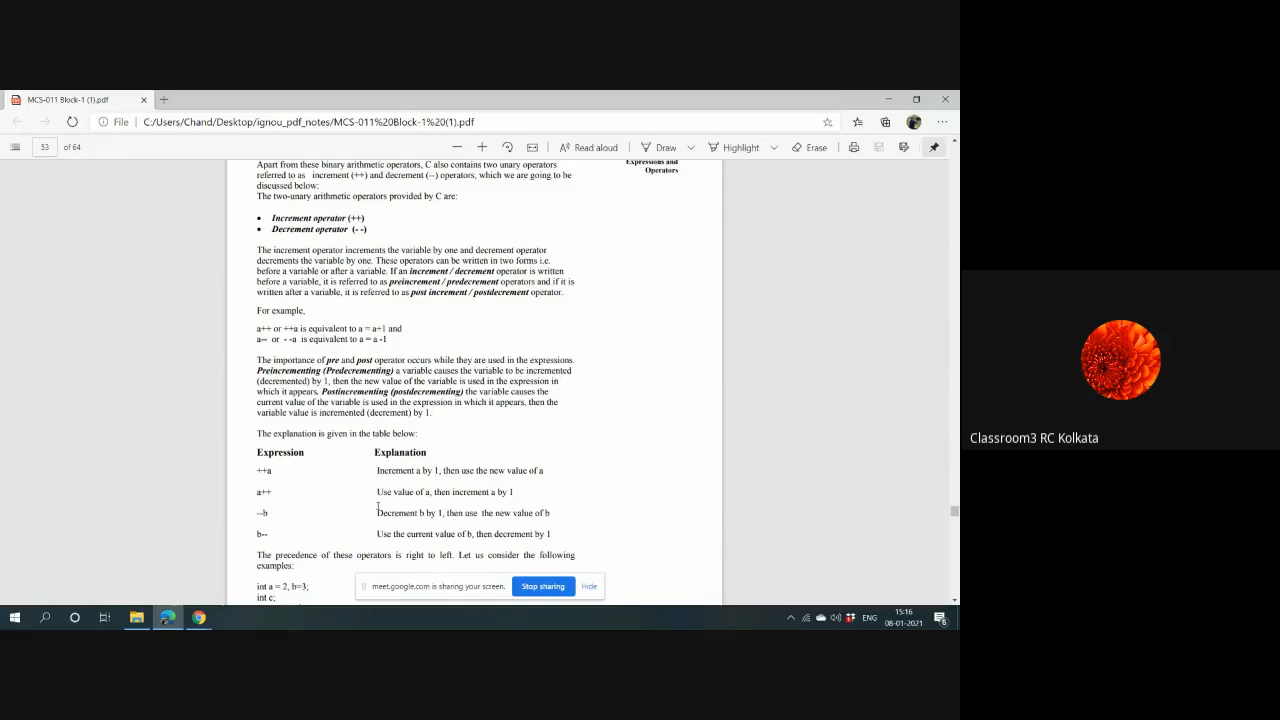 MCS-011 Block-1 (1).pdf
File C:/Users/Chand/Desktop/ignou_pdf_notes/MCS-011%20Block-1%20(1).pdf
53 of 64 Read aloud Draw Highlight Erase
Expressions and
Operators
Apart from these binary arithmetic operators, C also contains two unary operators
referred to as increment (++) and decrement (--) operators, which we are going to be
discussed below:
The two-unary arithmetic operators provided by C are:
• Increment operator (++)
• Decrement operator (- -)
The increment operator increments the variable by one and decrement operator
decrements the variable by one. These operators can be written in two forms i.e.
before a variable or after a variable. If an increment / decrement operator is written
before a variable, it is referred to as preincrement / predecrement operators and if it is
written after a variable, it is referred to as post increment / postdecrement operator.
For example,
a++ or ++a is equivalent to a = a+1 and
a-- or - -a is equivalent to a = a -1
The importance of pre and post operator occurs while they are used in the expressions.
Preincrementing (Predecrementing) a variable causes the variable to be incremented
(decremented) by 1, then the new value of the variable is used in the expression in
which it appears. Postincrementing (postdecrementing) the variable causes the
current value of the variable is used in the expression in which it appears, then the
variable value is incremented (decrement) by 1.
The explanation is given in the table below:
Expression Explanation
++a Increment a by 1, then use the new value of a
a++ Use value of a, then increment a by 1
--b Decrement b by 1, then use the new value of b
b-- Use the current value of b, then decrement by 1
The precedence of these operators is right to left. Let us consider the following
examples:
int a = 2, b=3;
int c;
meet.google.com is sharing your screen. Stop sharing Hide
ENG 15:16
08-01-2021
6
Classroom3 RC Kolkata